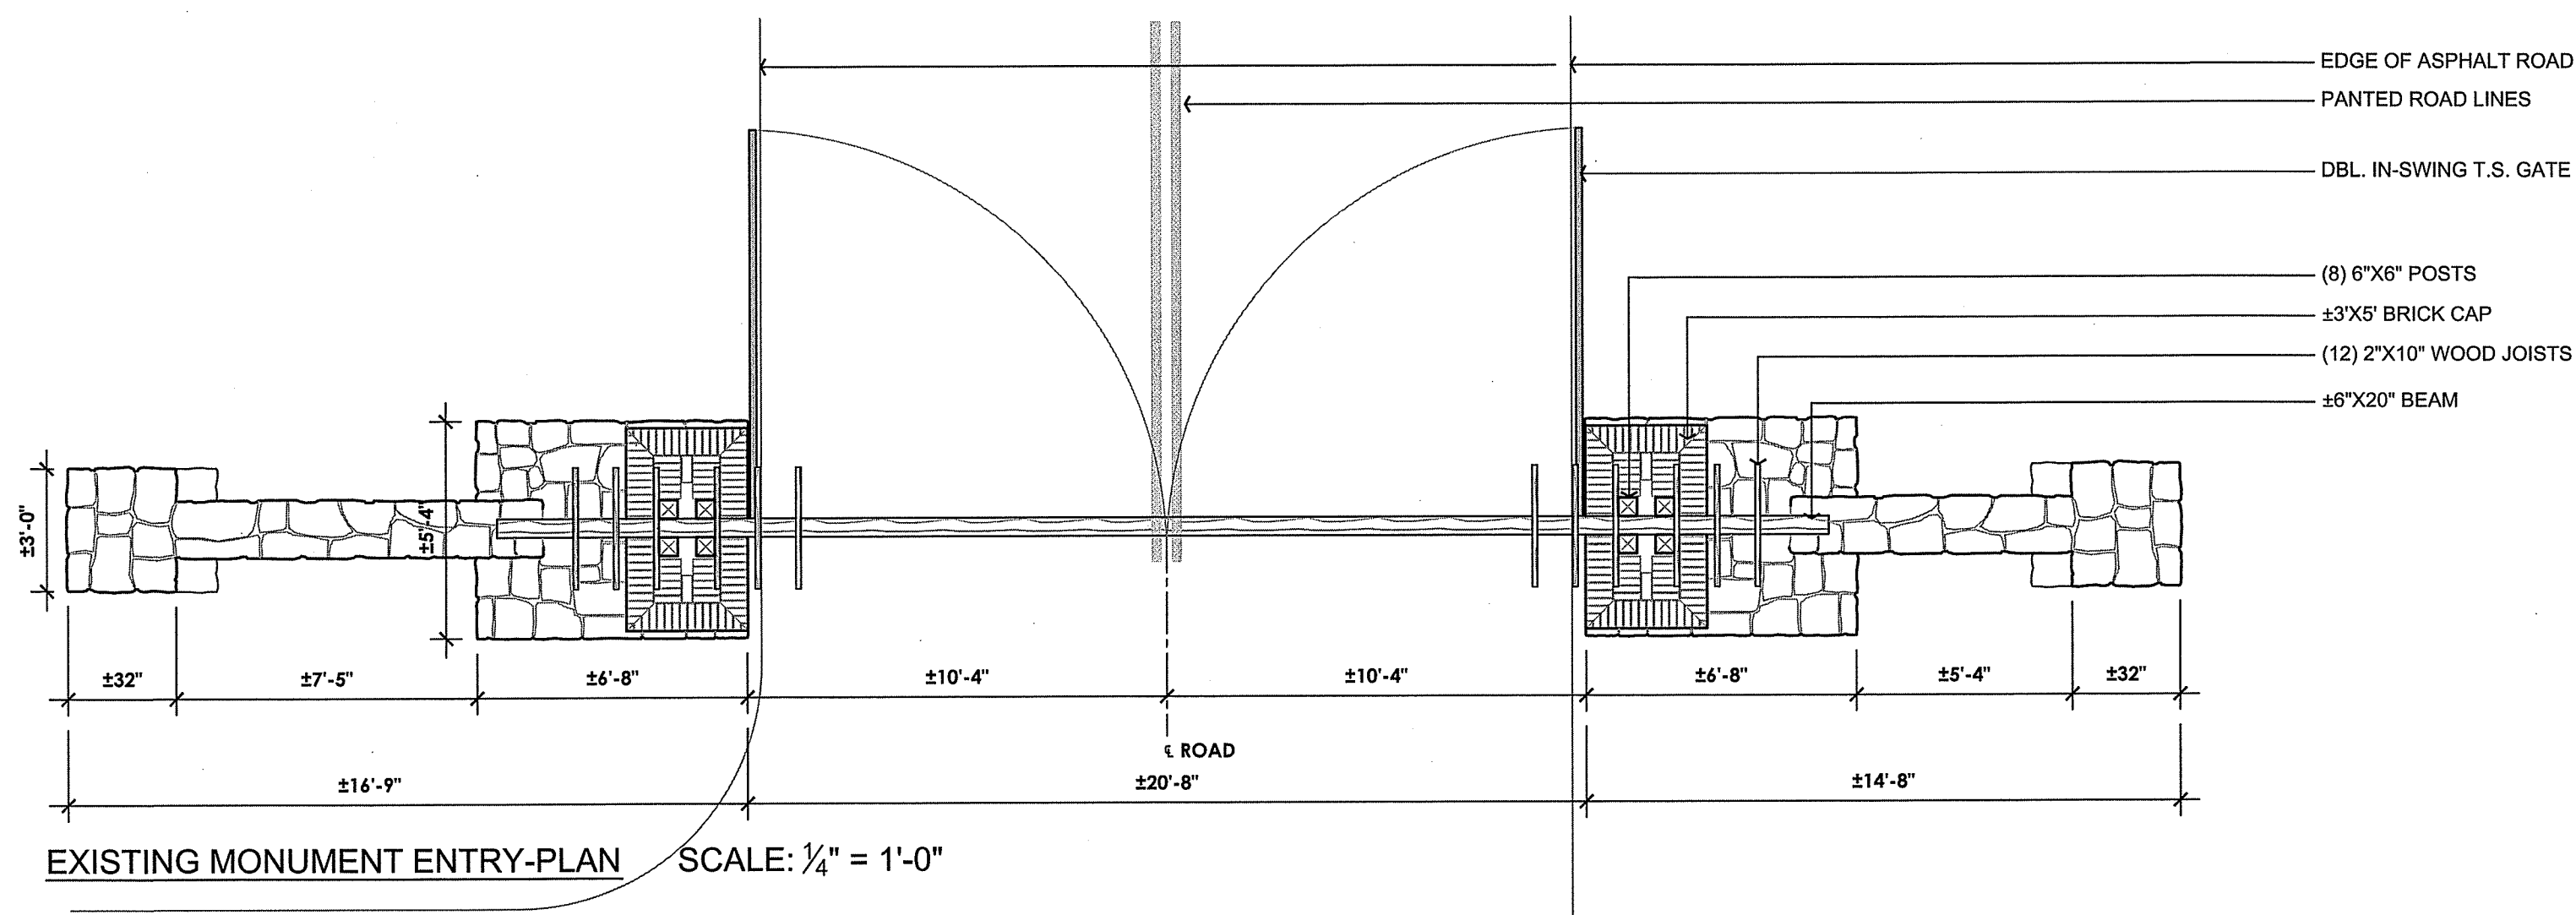 EDGE OF ASPHALT ROAD
PANTED ROAD LINES
DBL. IN-SWING T.S. GATE
(8) 6"X6" POSTS
±3'X5' BRICK CAP
(12) 2"X10" WOOD JOISTS
±6"X20" BEAM
±3'-0"
±5'-4"
±32" ±7'-5" ±6'-8" ±10'-4" ±10'-4" ±6'-8" ±5'-4" ±32"
℄ ROAD
±16'-9" ±20'-8" ±14'-8"
EXISTING MONUMENT ENTRY-PLAN SCALE: 1/4" = 1'-0"